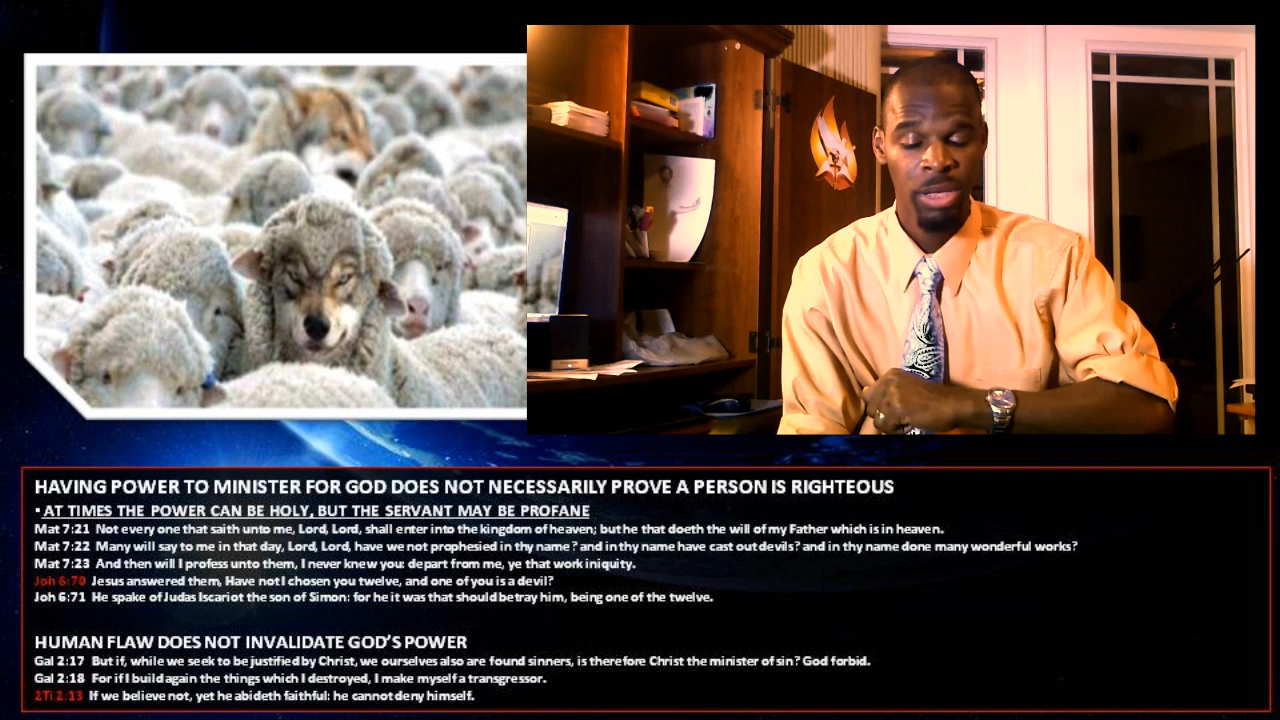 HAVING POWER TO MINISTER FOR GOD DOES NOT NECESSARILY PROVE A PERSON IS RIGHTEOUS
▪ AT TIMES THE POWER CAN BE HOLY, BUT THE SERVANT MAY BE PROFANE
Mat 7:21 Not every one that saith unto me, Lord, Lord, shall enter into the kingdom of heaven; but he that doeth the will of my Father which is in heaven.
Mat 7:22 Many will say to me in that day, Lord, Lord, have we not prophesied in thy name? and in thy name have cast out devils? and in thy name done many wonderful works?
Mat 7:23 And then will I profess unto them, I never knew you: depart from me, ye that work iniquity.
Joh 6:70 Jesus answered them, Have not I chosen you twelve, and one of you is a devil?
Joh 6:71 He spake of Judas Iscariot the son of Simon: for he it was that should betray him, being one of the twelve.
HUMAN FLAW DOES NOT INVALIDATE GOD'S POWER
Gal 2:17 But if, while we seek to be justified by Christ, we ourselves also are found sinners, is therefore Christ the minister of sin? God forbid.
Gal 2:18 For if I build again the things which I destroyed, I make myself a transgressor.
2Ti 2:13 If we believe not, yet he abideth faithful: he cannot deny himself.